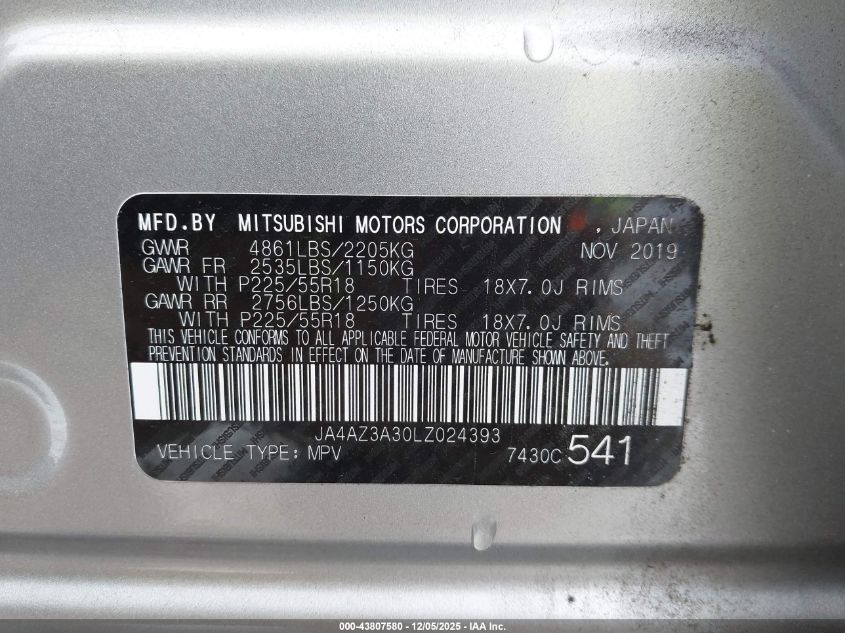 MFD.BY MITSUBISHI MOTORS CORPORATION , JAPAN
GVWR 4861LBS/2205KG NOV 2019
GAWR FR 2535LBS/1150KG
WITH P225/55R18 TIRES 18X7.0J RIMS
GAWR RR 2756LBS/1250KG
WITH P225/55R18 TIRES 18X7.0J RIMS
THIS VEHICLE CONFORMS TO ALL APPLICABLE FEDERAL MOTOR VEHICLE SAFETY AND THEFT
PREVENTION STANDARDS IN EFFECT ON THE DATE OF MANUFACTURE SHOWN ABOVE.
JA4AZ3A30LZ024393
VEHICLE TYPE: MPV 7430C 541
000-43807580 - 12/05/2025 - IAA Inc.